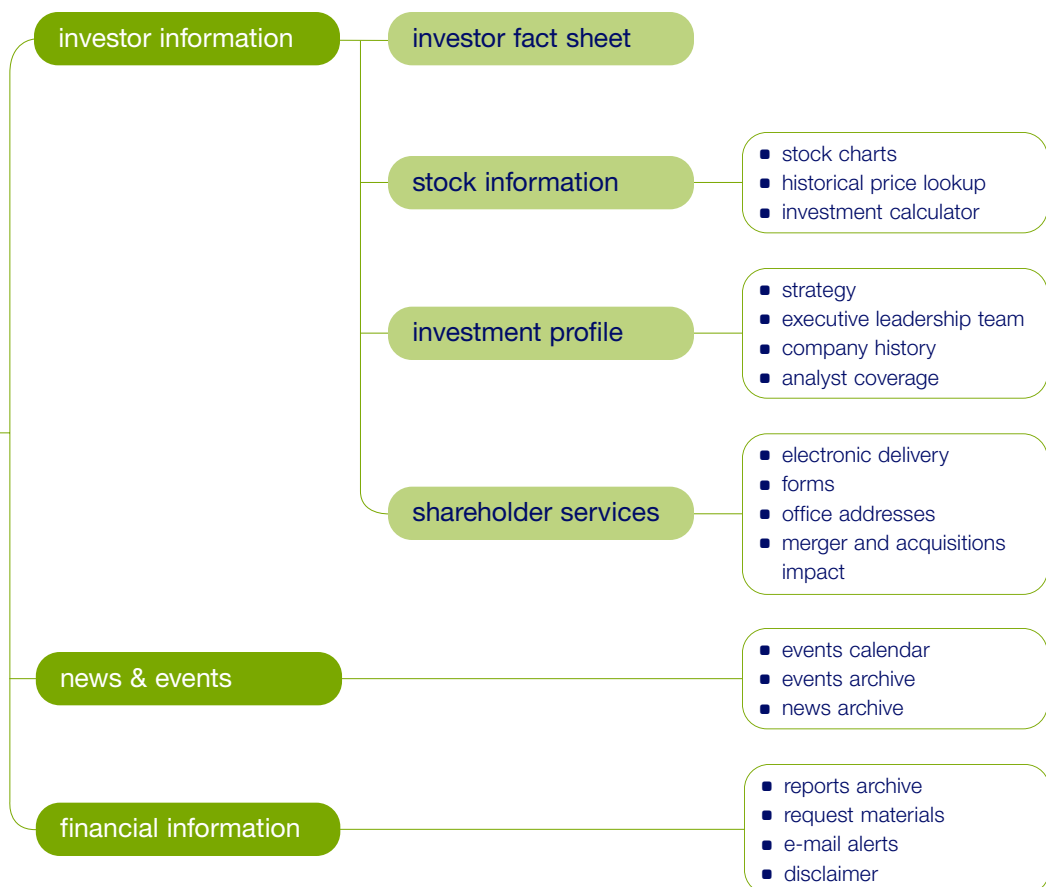 investor information
investor fact sheet
stock information
stock charts
historical price lookup
investment calculator
investment profile
strategy
executive leadership team
company history
analyst coverage
shareholder services
electronic delivery
forms
office addresses
merger and acquisitions
impact
news & events
events calendar
events archive
news archive
financial information
reports archive
request materials
e-mail alerts
disclaimer